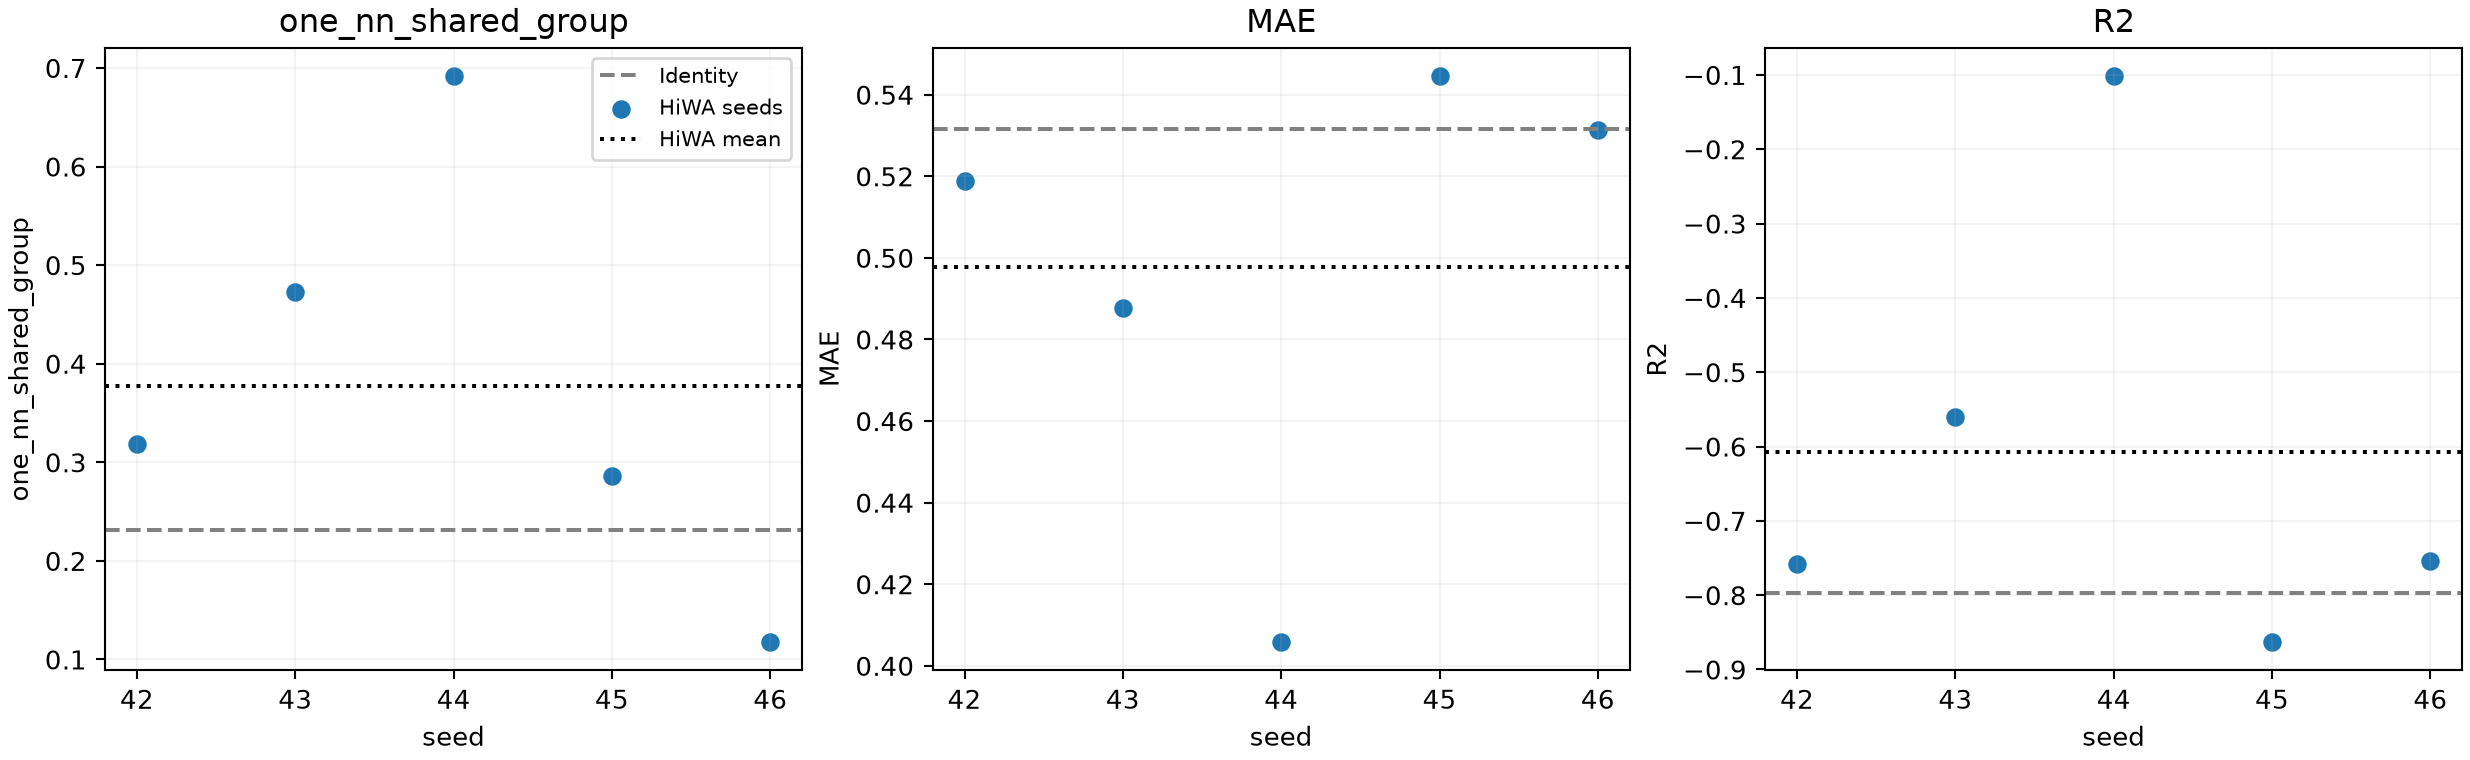 one_nn_shared_group
one_nn_shared_group
0.7
0.6
0.5
0.4
0.3
0.2
0.1
Identity
HiWA seeds
HiWA mean
42 43 44 45 46
seed
MAE
MAE
0.54
0.52
0.50
0.48
0.46
0.44
0.42
0.40
42 43 44 45 46
seed
R2
R2
−0.1
−0.2
−0.3
−0.4
−0.5
−0.6
−0.7
−0.8
−0.9
42 43 44 45 46
seed